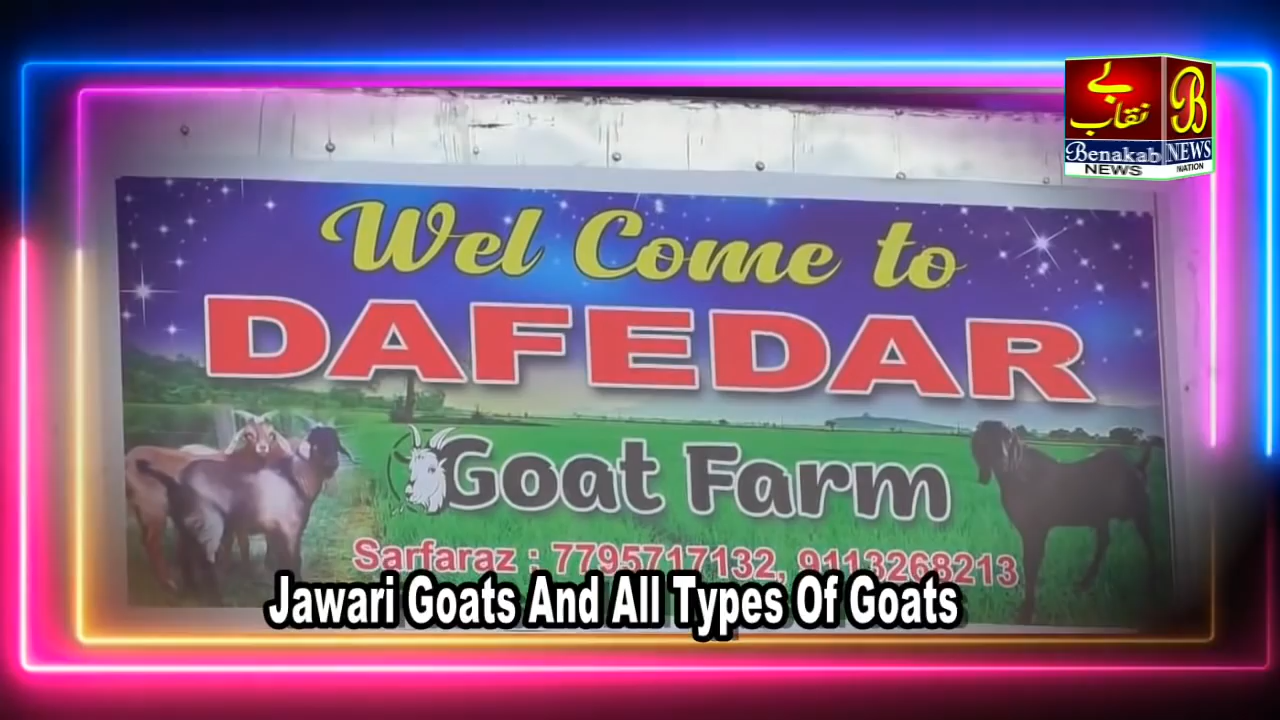 بے
نقاب
B
Benakab
NEWS
NEWS
NATION
Wel Come to
DAFEDAR
Goat Farm
Sarfaraz : 7795717132, 9113268213
Jawari Goats And All Types Of Goats